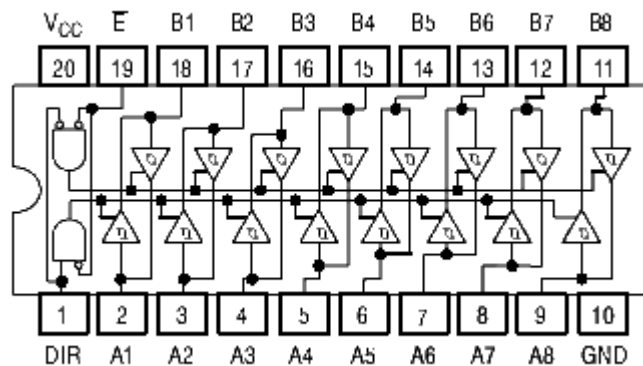 V_CC E̅ B1 B2 B3 B4 B5 B6 B7 B8
20 19 18 17 16 15 14 13 12 11
1 2 3 4 5 6 7 8 9 10
DIR A1 A2 A3 A4 A5 A6 A7 A8 GND